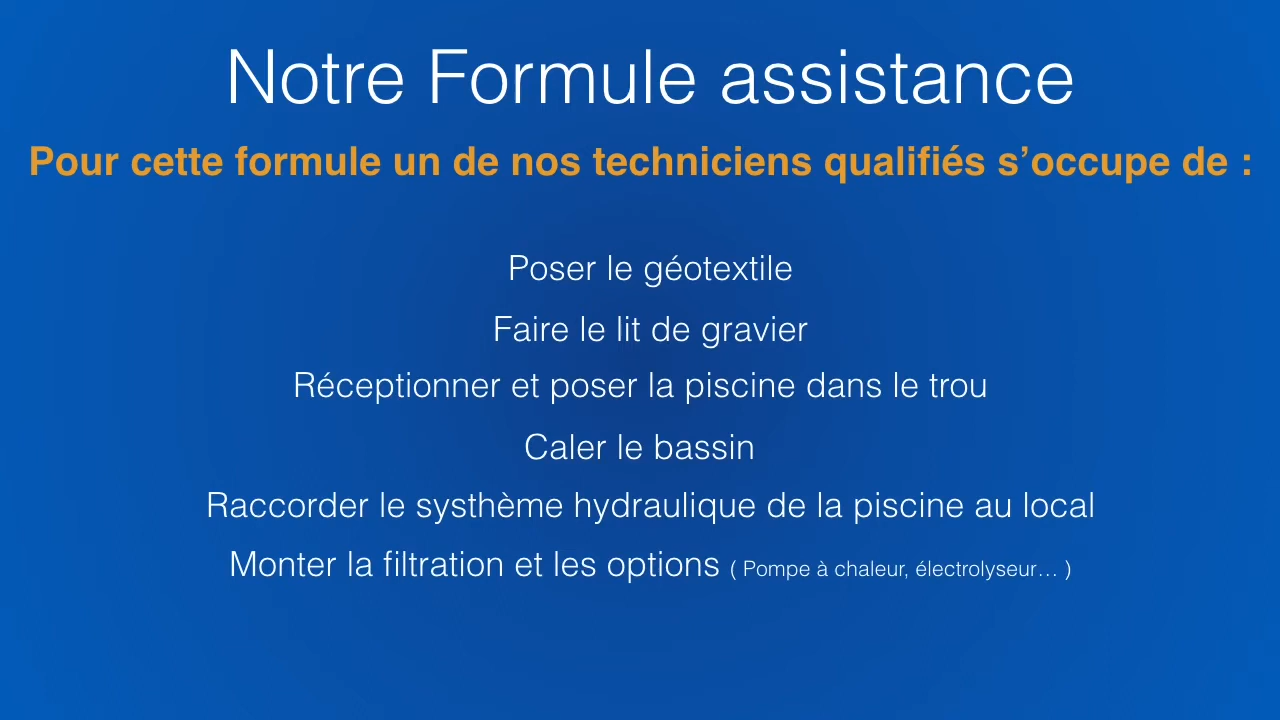 Notre Formule assistance
Pour cette formule un de nos techniciens qualifiés s’occupe de :
Poser le géotextile
Faire le lit de gravier
Réceptionner et poser la piscine dans le trou
Caler le bassin
Raccorder le systhème hydraulique de la piscine au local
Monter la filtration et les options ( Pompe à chaleur, électrolyseur… )